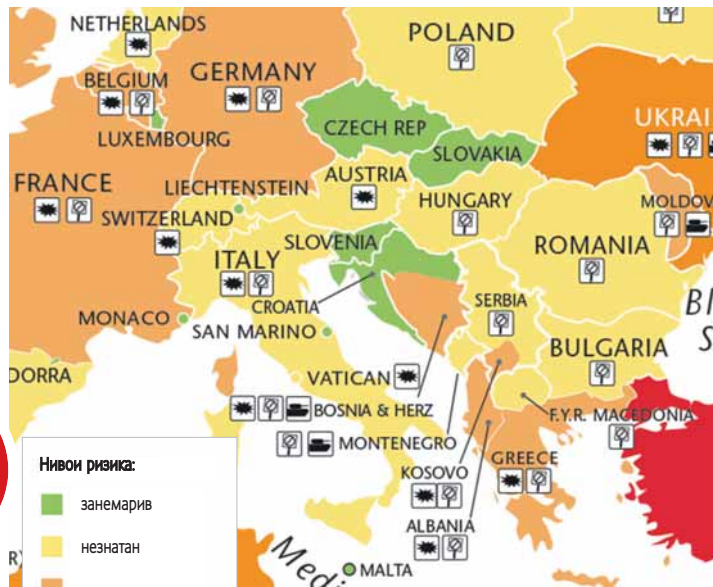 NETHERLANDS
POLAND
BELGIUM
GERMANY
UKRAI
CZECH REP
LUXEMBOURG
SLOVAKIA
FRANCE
LIECHTENSTEIN
AUSTRIA
HUNGARY
MOLDOV
SWITZERLAND
SLOVENIA
ROMANIA
ITALY
CROATIA
SERBIA
BL
S
MONACO
SAN MARINO
BULGARIA
DORRA
VATICAN
BOSNIA & HERZ
F.Y.R. MACEDONIA
MONTENEGRO
GREECE
KOSOVO
ALBANIA
Нивои ризика:
занемарив
незнатан
R)
Medi
MALTA